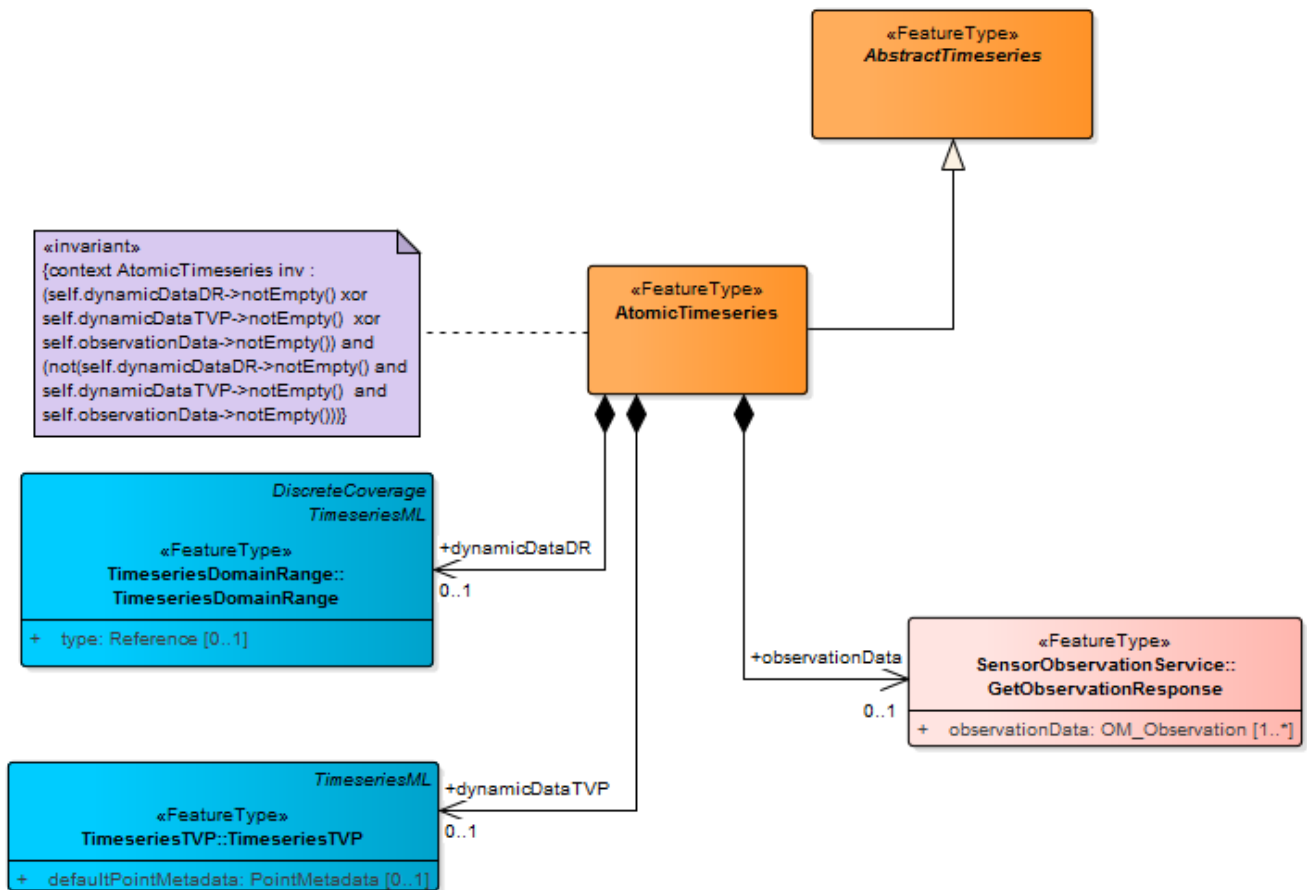 «FeatureType»
AbstractTimeseries
«invariant»
{context AtomicTimeseries inv :
(self.dynamicDataDR->notEmpty() xor
self.dynamicDataTVP->notEmpty()  xor
self.observationData->notEmpty()) and
(not(self.dynamicDataDR->notEmpty() and
self.dynamicDataTVP->notEmpty()  and
self.observationData->notEmpty()))}
«FeatureType»
AtomicTimeseries
DiscreteCoverage
TimeseriesML
«FeatureType»
TimeseriesDomainRange::
TimeseriesDomainRange
+ type: Reference [0..1]
+dynamicDataDR
0..1
+observationData
0..1
«FeatureType»
SensorObservationService::
GetObservationResponse
+ observationData: OM_Observation [1..*]
TimeseriesML
«FeatureType»
TimeseriesTVP::TimeseriesTVP
+ defaultPointMetadata: PointMetadata [0..1]
+dynamicDataTVP
0..1